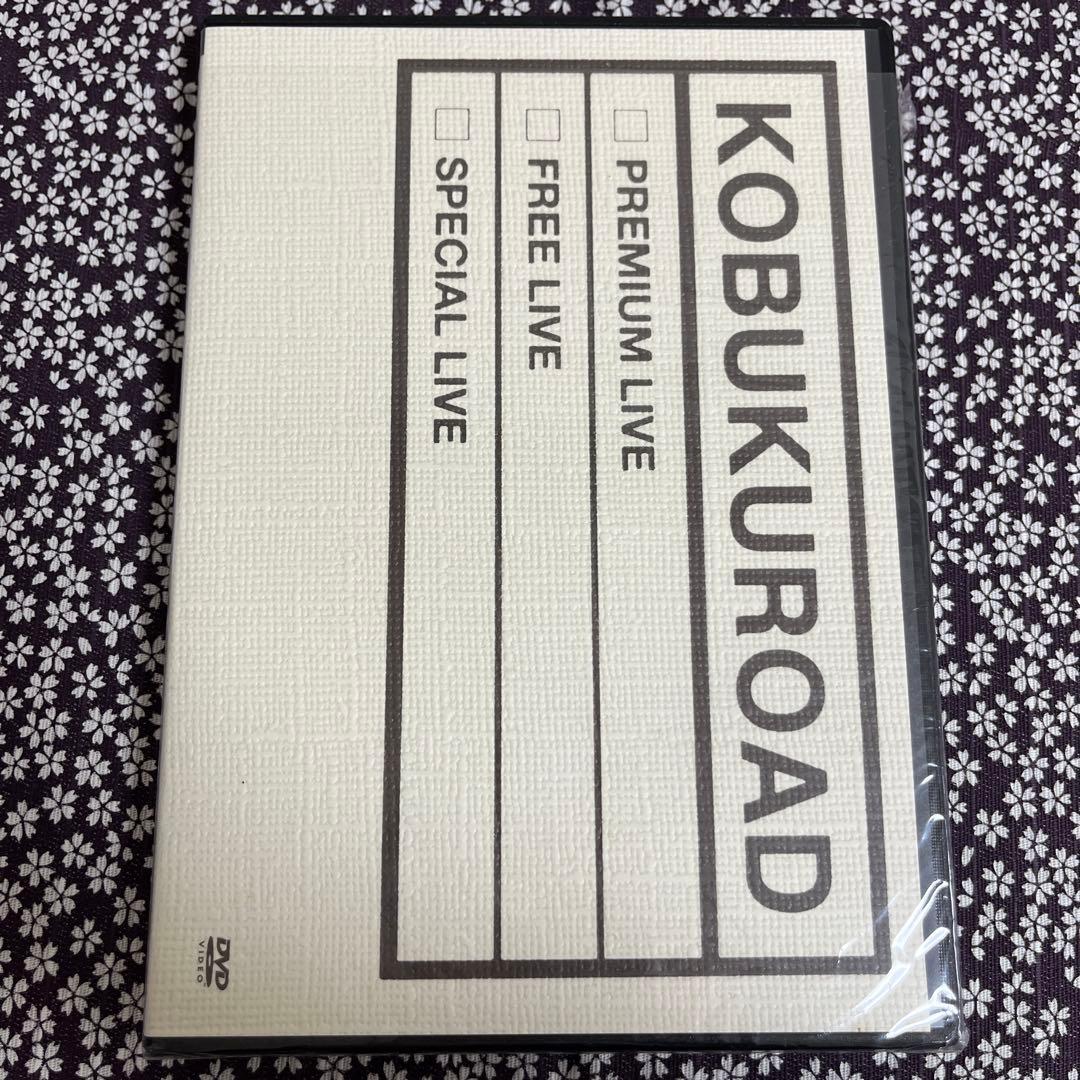 KOBUKUROAD
☐ PREMIUM LIVE
☐ FREE LIVE
☐ SPECIAL LIVE
DVD
VIDEO